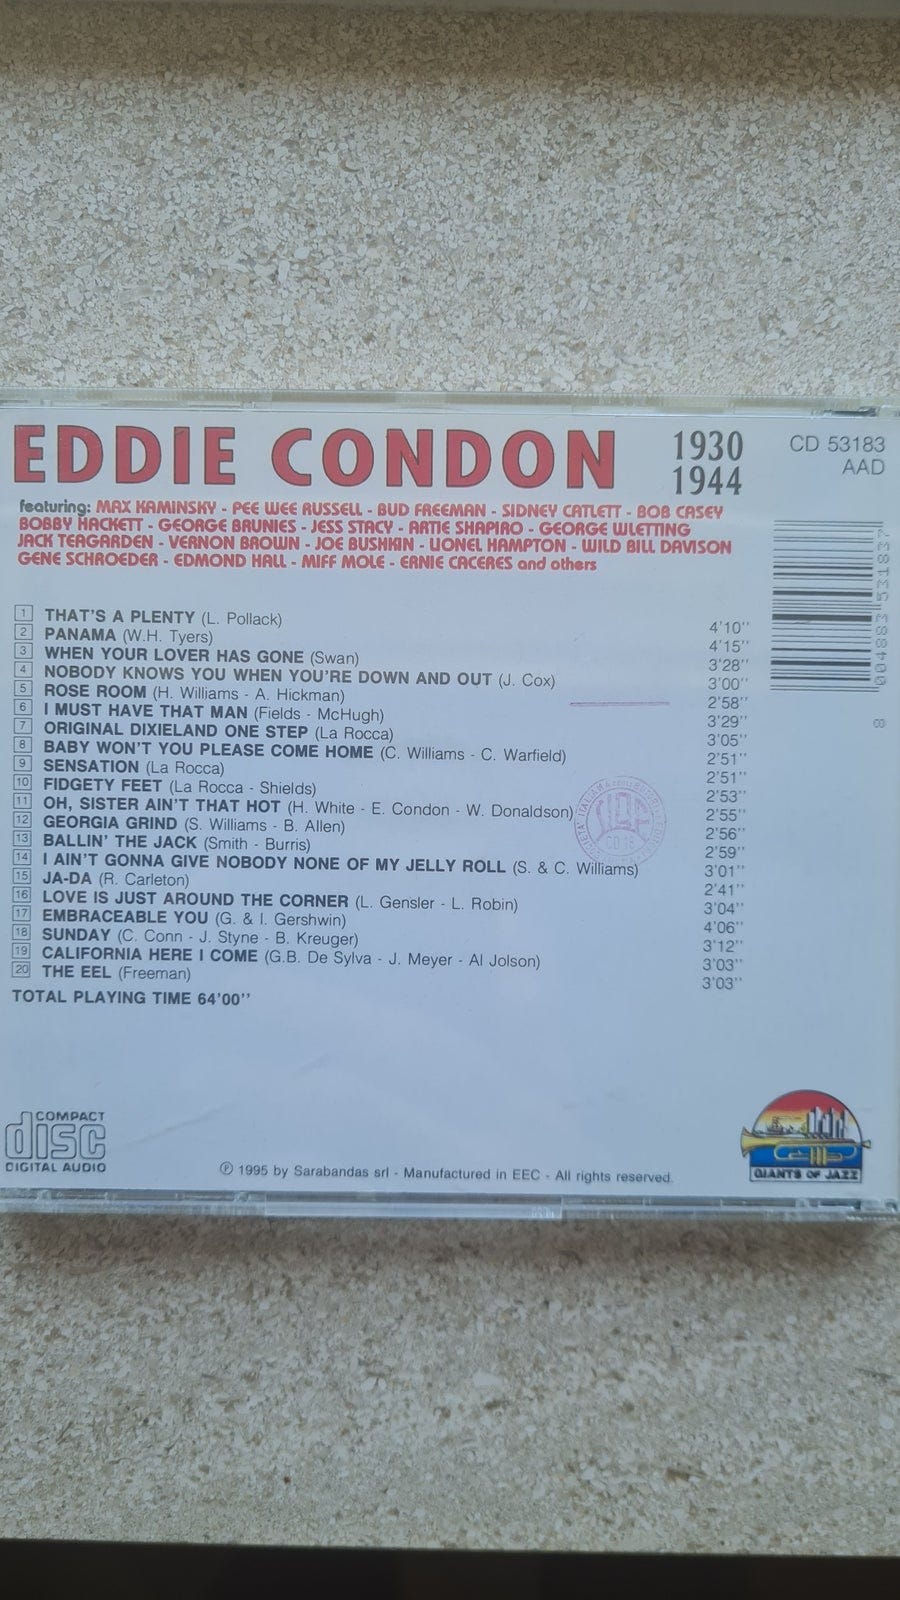 EDDIE CONDON
1930
1944
CD 53183
AAD
featuring: MAX KAMINSKY - PEE WEE RUSSELL - BUD FREEMAN - SIDNEY CATLETT - BOB CASEY
BOBBY HACKETT - GEORGE BRUNIES - JESS STACY - ARTIE SHAPIRO - GEORGE WLETTING
JACK TEAGARDEN - VERNON BROWN - JOE BUSHKIN - LIONEL HAMPTON - WILD BILL DAVISON
GENE SCHROEDER - EDMOND HALL - MIFF MOLE - ERNIE CACERES and others
1 THAT'S A PLENTY (L. Pollack) 4'10''
2 PANAMA (W.H. Tyers) 4'15''
3 WHEN YOUR LOVER HAS GONE (Swan) 3'28''
4 NOBODY KNOWS YOU WHEN YOU'RE DOWN AND OUT (J. Cox) 3'00''
5 ROSE ROOM (H. Williams - A. Hickman) 2'58''
6 I MUST HAVE THAT MAN (Fields - McHugh) 3'29''
7 ORIGINAL DIXIELAND ONE STEP (La Rocca) 3'05''
8 BABY WON'T YOU PLEASE COME HOME (C. Williams - C. Warfield) 2'51''
9 SENSATION (La Rocca) 2'51''
10 FIDGETY FEET (La Rocca - Shields) 2'53''
11 OH, SISTER AIN'T THAT HOT (H. White - E. Condon - W. Donaldson) 2'55''
12 GEORGIA GRIND (S. Williams - B. Allen) 2'56''
13 BALLIN' THE JACK (Smith - Burris) 2'59''
14 I AIN'T GONNA GIVE NOBODY NONE OF MY JELLY ROLL (S. & C. Williams) 3'01''
15 JA-DA (R. Carleton) 2'41''
16 LOVE IS JUST AROUND THE CORNER (L. Gensler - L. Robin) 3'04''
17 EMBRACEABLE YOU (G. & I. Gershwin) 4'06''
18 SUNDAY (C. Conn - J. Styne - B. Kreuger) 3'12''
19 CALIFORNIA HERE I COME (G.B. De Sylva - J. Meyer - Al Jolson) 3'03''
20 THE EEL (Freeman) 3'03''
TOTAL PLAYING TIME 64'00''
COMPACT
disc
DIGITAL AUDIO
℗ 1995 by Sarabandas srl - Manufactured in EEC - All rights reserved.
GIANTS OF JAZZ